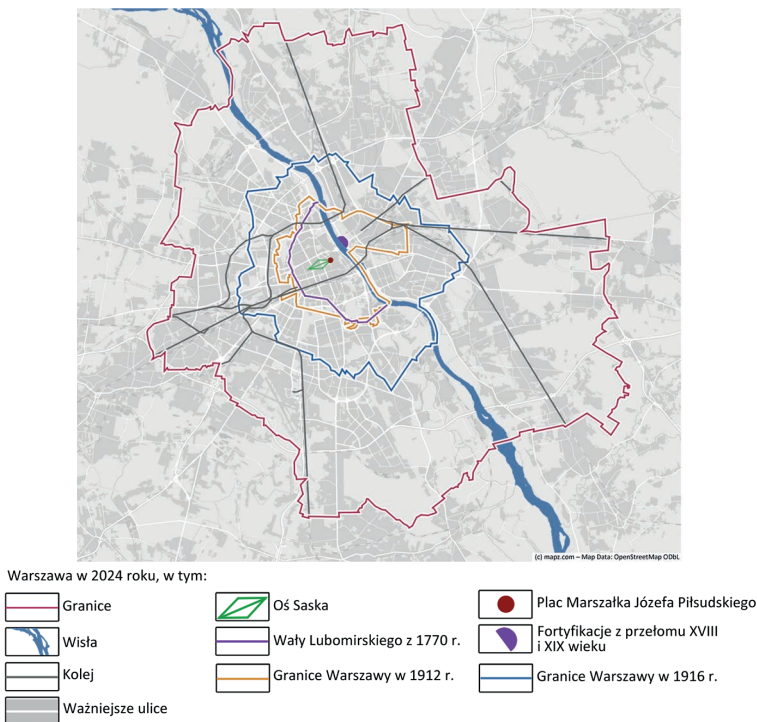 (c) mapz.com – Map Data: OpenStreetMap ODbL
Warszawa w 2024 roku, w tym:
Granice
Wisła
Kolej
Ważniejsze ulice
Oś Saska
Wały Lubomirskiego z 1770 r.
Granice Warszawy w 1912 r.
Plac Marszałka Józefa Piłsudskiego
Fortyfikacje z przełomu XVIII
i XIX wieku
Granice Warszawy w 1916 r.